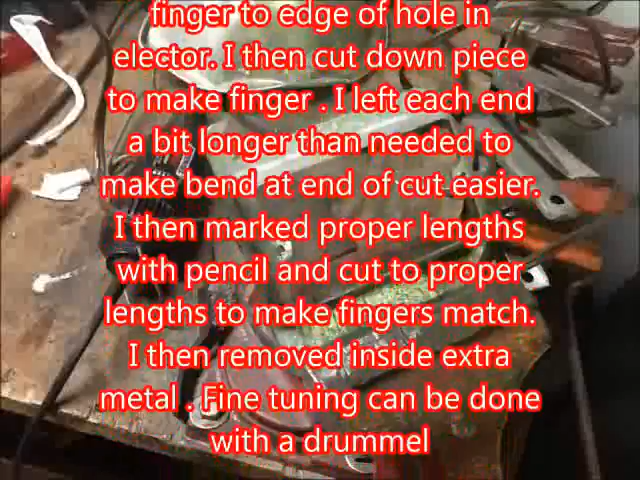 finger to edge of hole in
elector. I then cut down piece
to make finger . I left each end
a bit longer than needed to
make bend at end of cut easier.
I then marked proper lengths
with pencil and cut to proper
lengths to make fingers match.
I then removed inside extra
metal . Fine tuning can be done
with a drummel